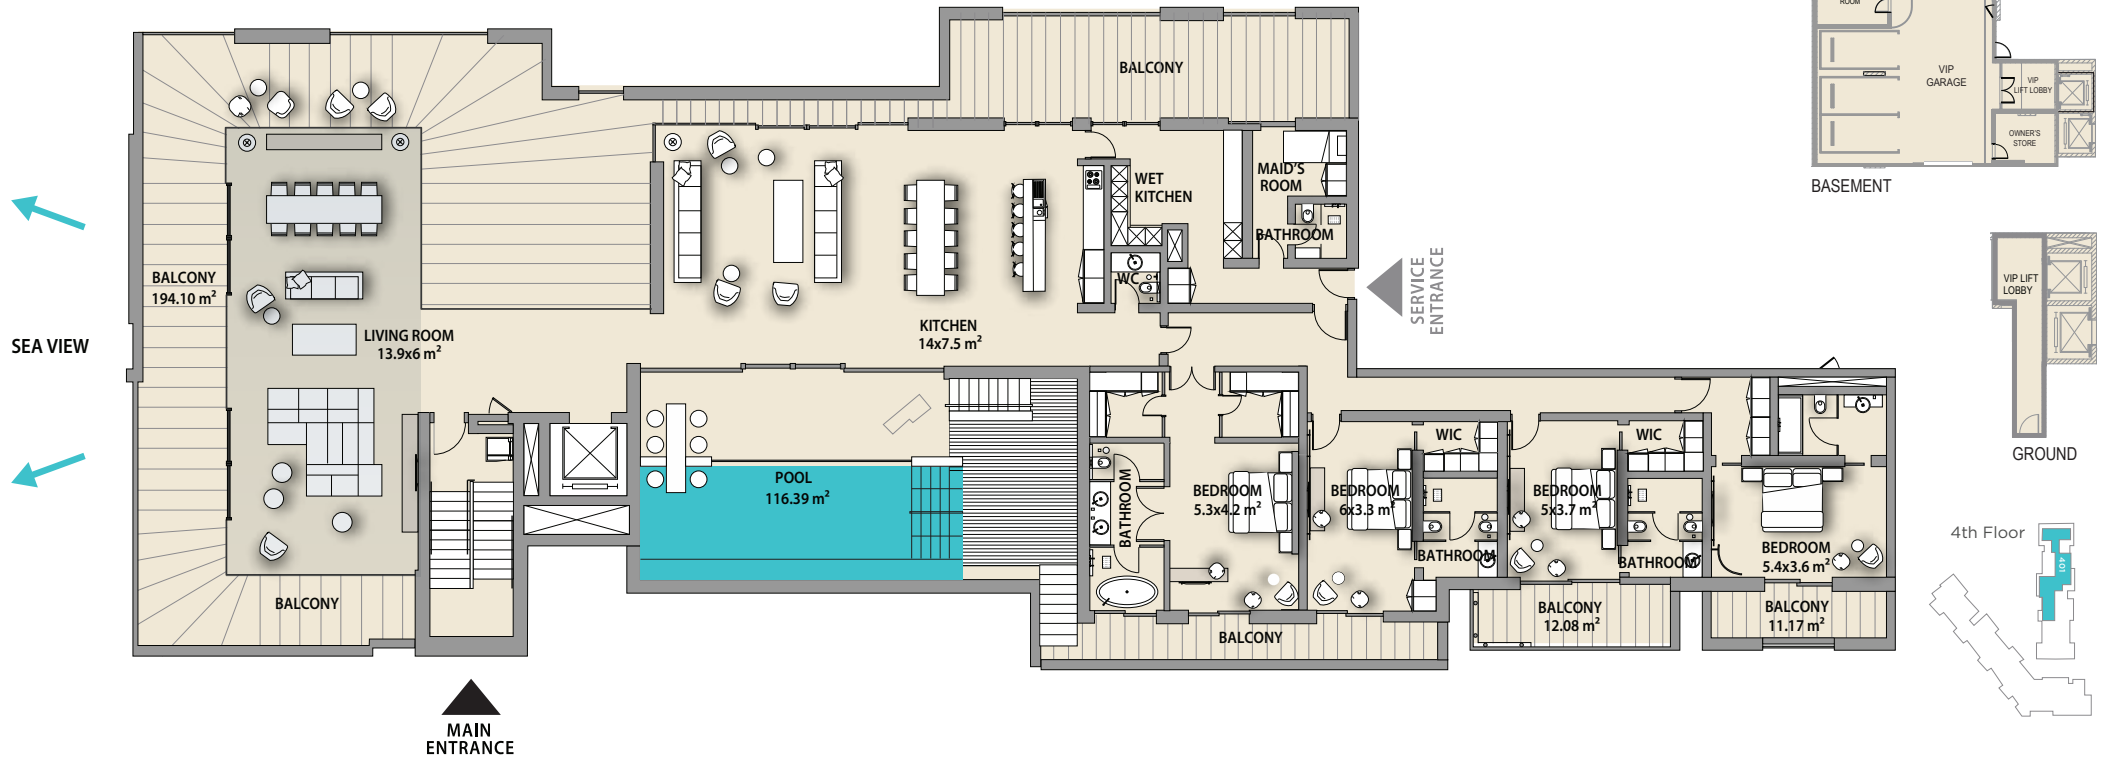 BALCONY
SEA VIEW
BALCONY
194.10 m²
LIVING ROOM
13.9x6 m²
BALCONY
KITCHEN
14x7.5 m²
WET
KITCHEN
WC
MAID'S
ROOM
BATHROOM
SERVICE
ENTRANCE
POOL
116.39 m²
BATHROOM
BEDROOM
5.3x4.2 m²
BEDROOM
6x3.3 m²
WIC
BATHROOM
BEDROOM
5x3.7 m²
WIC
BATHROOM
BEDROOM
5.4x3.6 m²
BALCONY
BALCONY
12.08 m²
BALCONY
11.17 m²
MAIN
ENTRANCE
ROOM
VIP
GARAGE
VIP
LIFT LOBBY
OWNER'S
STORE
BASEMENT
VIP LIFT
LOBBY
GROUND
4th Floor
401